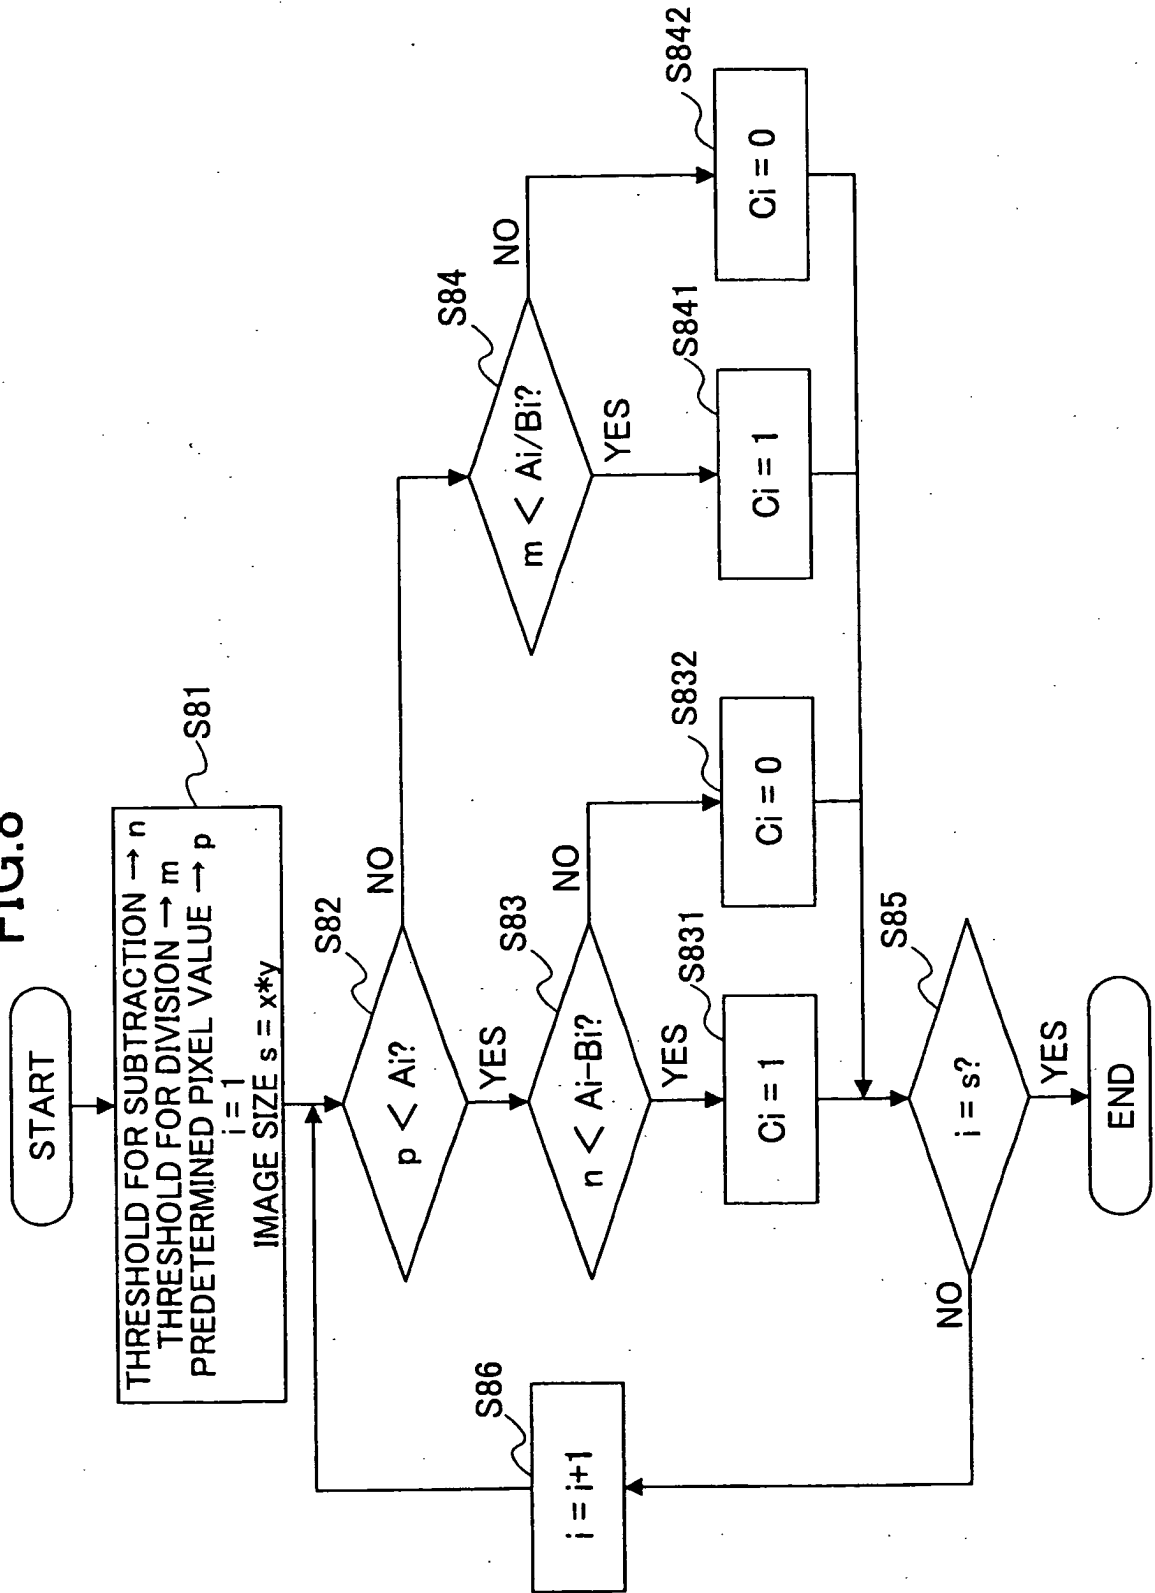 FIG.8
START
THRESHOLD FOR SUBTRACTION → n
THRESHOLD FOR DIVISION → m
PREDETERMINED PIXEL VALUE → p
i = 1
IMAGE SIZE s = x*y
S81
p < Ai?
S82
NO
YES
n < Ai-Bi?
S83
NO
YES
m < Ai/Bi?
S84
NO
YES
Ci = 1
S831
Ci = 0
S832
Ci = 1
S841
Ci = 0
S842
i = s?
S85
NO
YES
i = i+1
S86
END